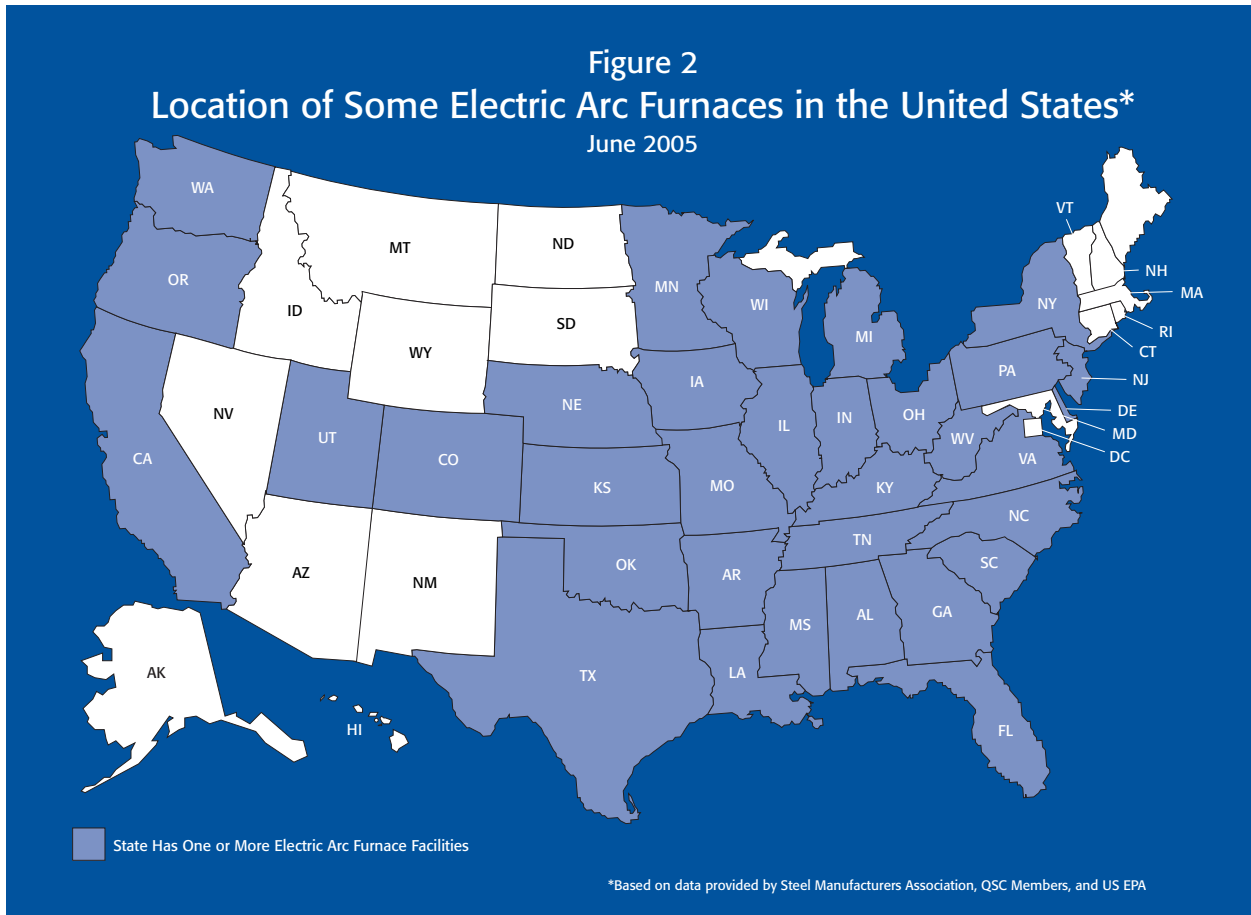 Figure 2
Location of Some Electric Arc Furnaces in the United States*
June 2005
WA
VT
MT
ND
NH
OR
MN
MA
ID
WI
NY
SD
RI
MI
WY
CT
PA
IA
NJ
NE
NV
OH
DE
IN
IL
UT
WV
MD
CO
CA
VA
DC
KS
MO
KY
NC
TN
OK
SC
AZ
AR
NM
GA
AL
MS
AK
LA
TX
HI
FL
State Has One or More Electric Arc Furnace Facilities
*Based on data provided by Steel Manufacturers Association, QSC Members, and US EPA